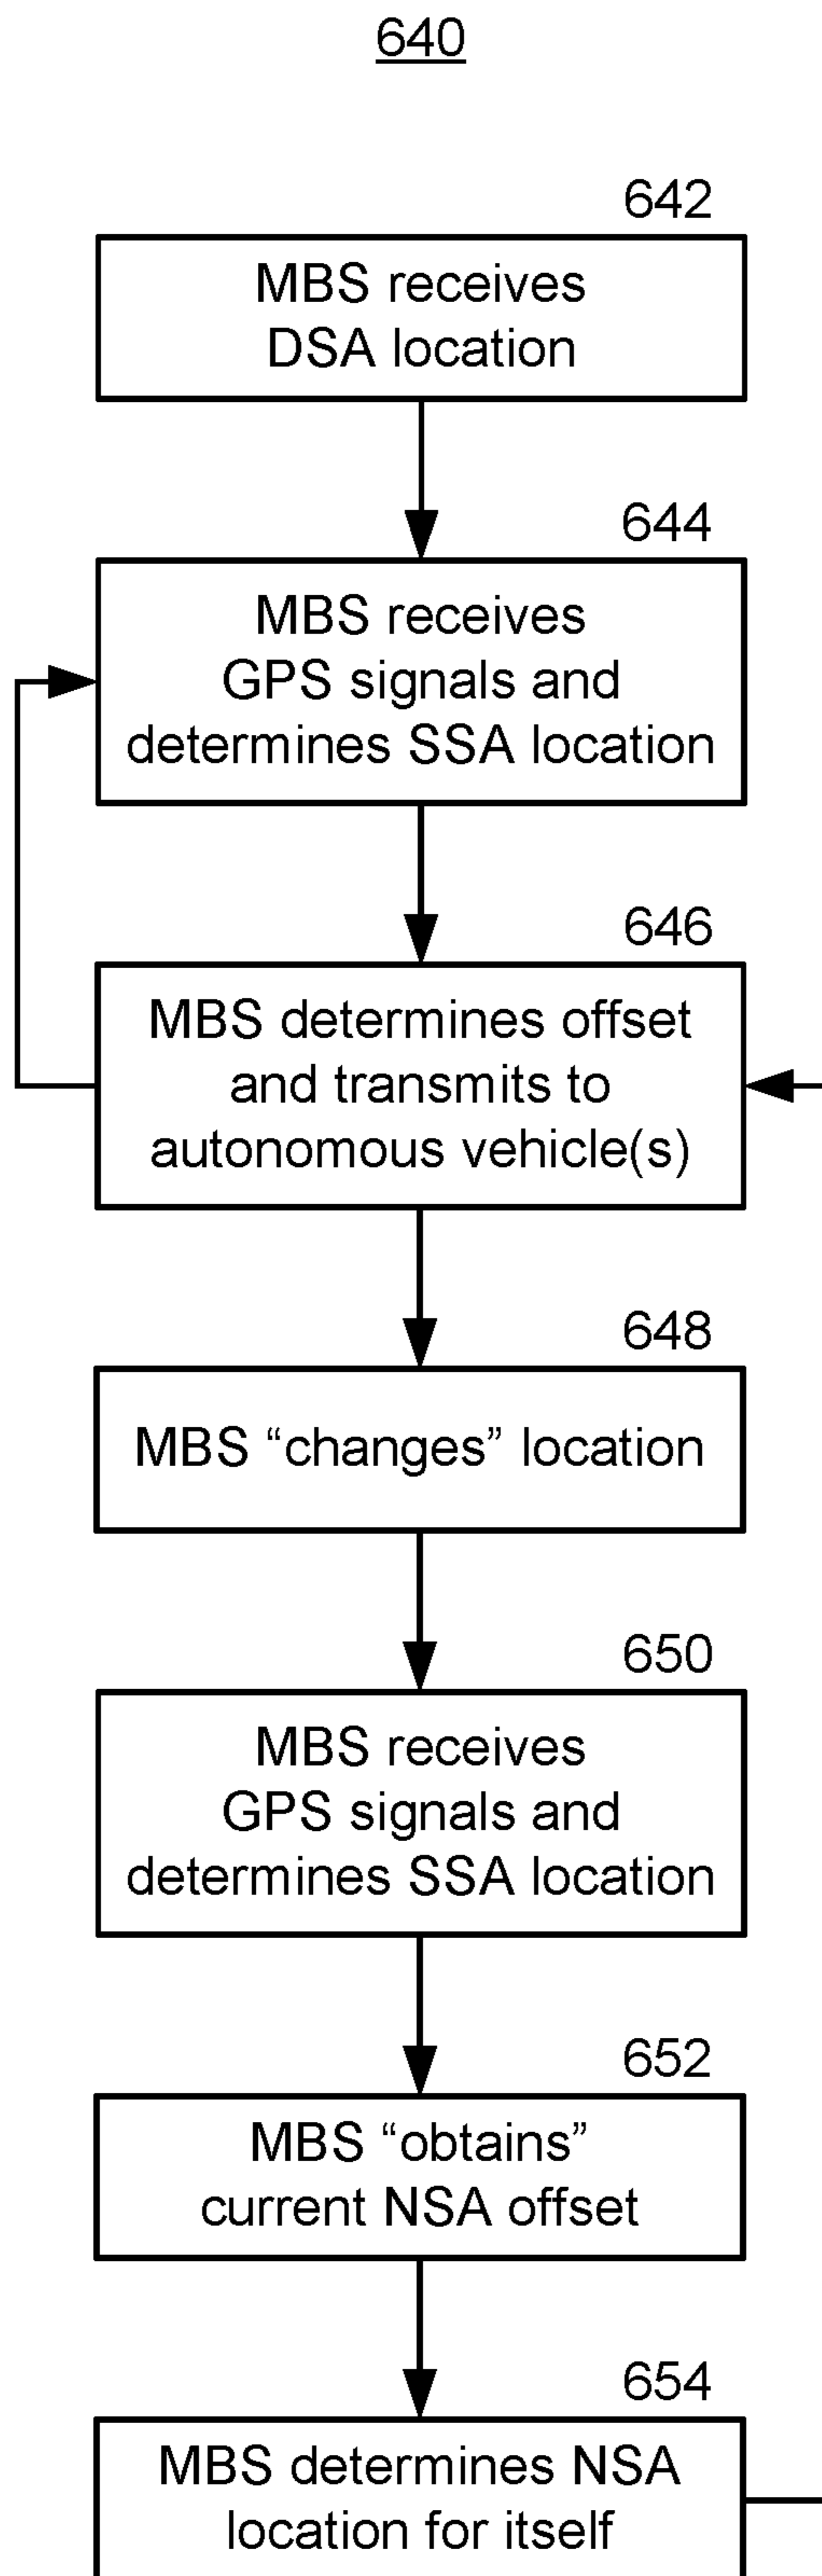 640
642
MBS receives
DSA location
644
MBS receives
GPS signals and
determines SSA location
646
MBS determines offset
and transmits to
autonomous vehicle(s)
648
MBS “changes” location
650
MBS receives
GPS signals and
determines SSA location
652
MBS “obtains”
current NSA offset
654
MBS determines NSA
location for itself